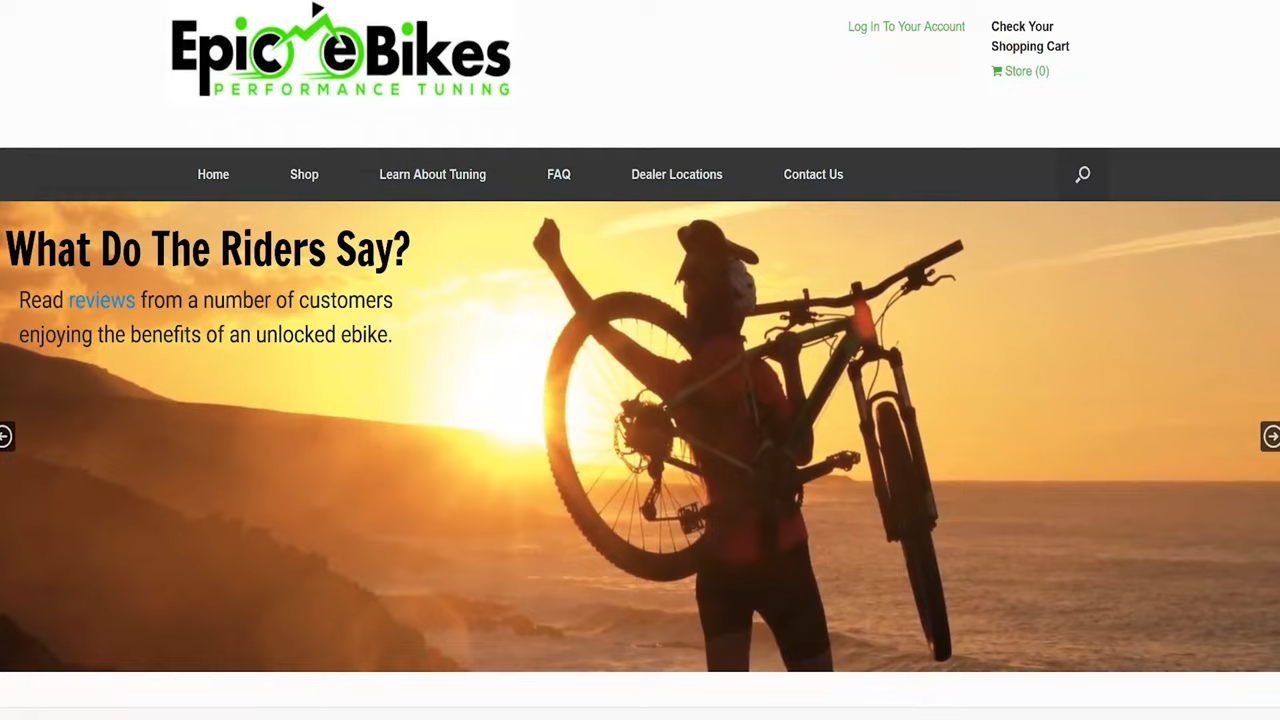 Epic eBikes
PERFORMANCE TUNING
Log In To Your Account
Check Your
Shopping Cart
Store (0)
Home
Shop
Learn About Tuning
FAQ
Dealer Locations
Contact Us
What Do The Riders Say?
Read reviews from a number of customers
enjoying the benefits of an unlocked ebike.